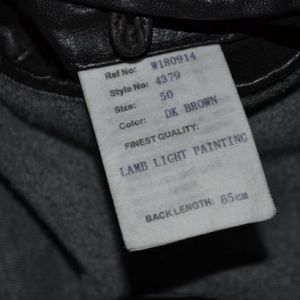 Ref No: W180914
Style No: 4379
Size: 50
Color: DK BROWN
FINEST QUALITY:
LAMB LIGHT PAINTING
BACK LENGTH: 65cm